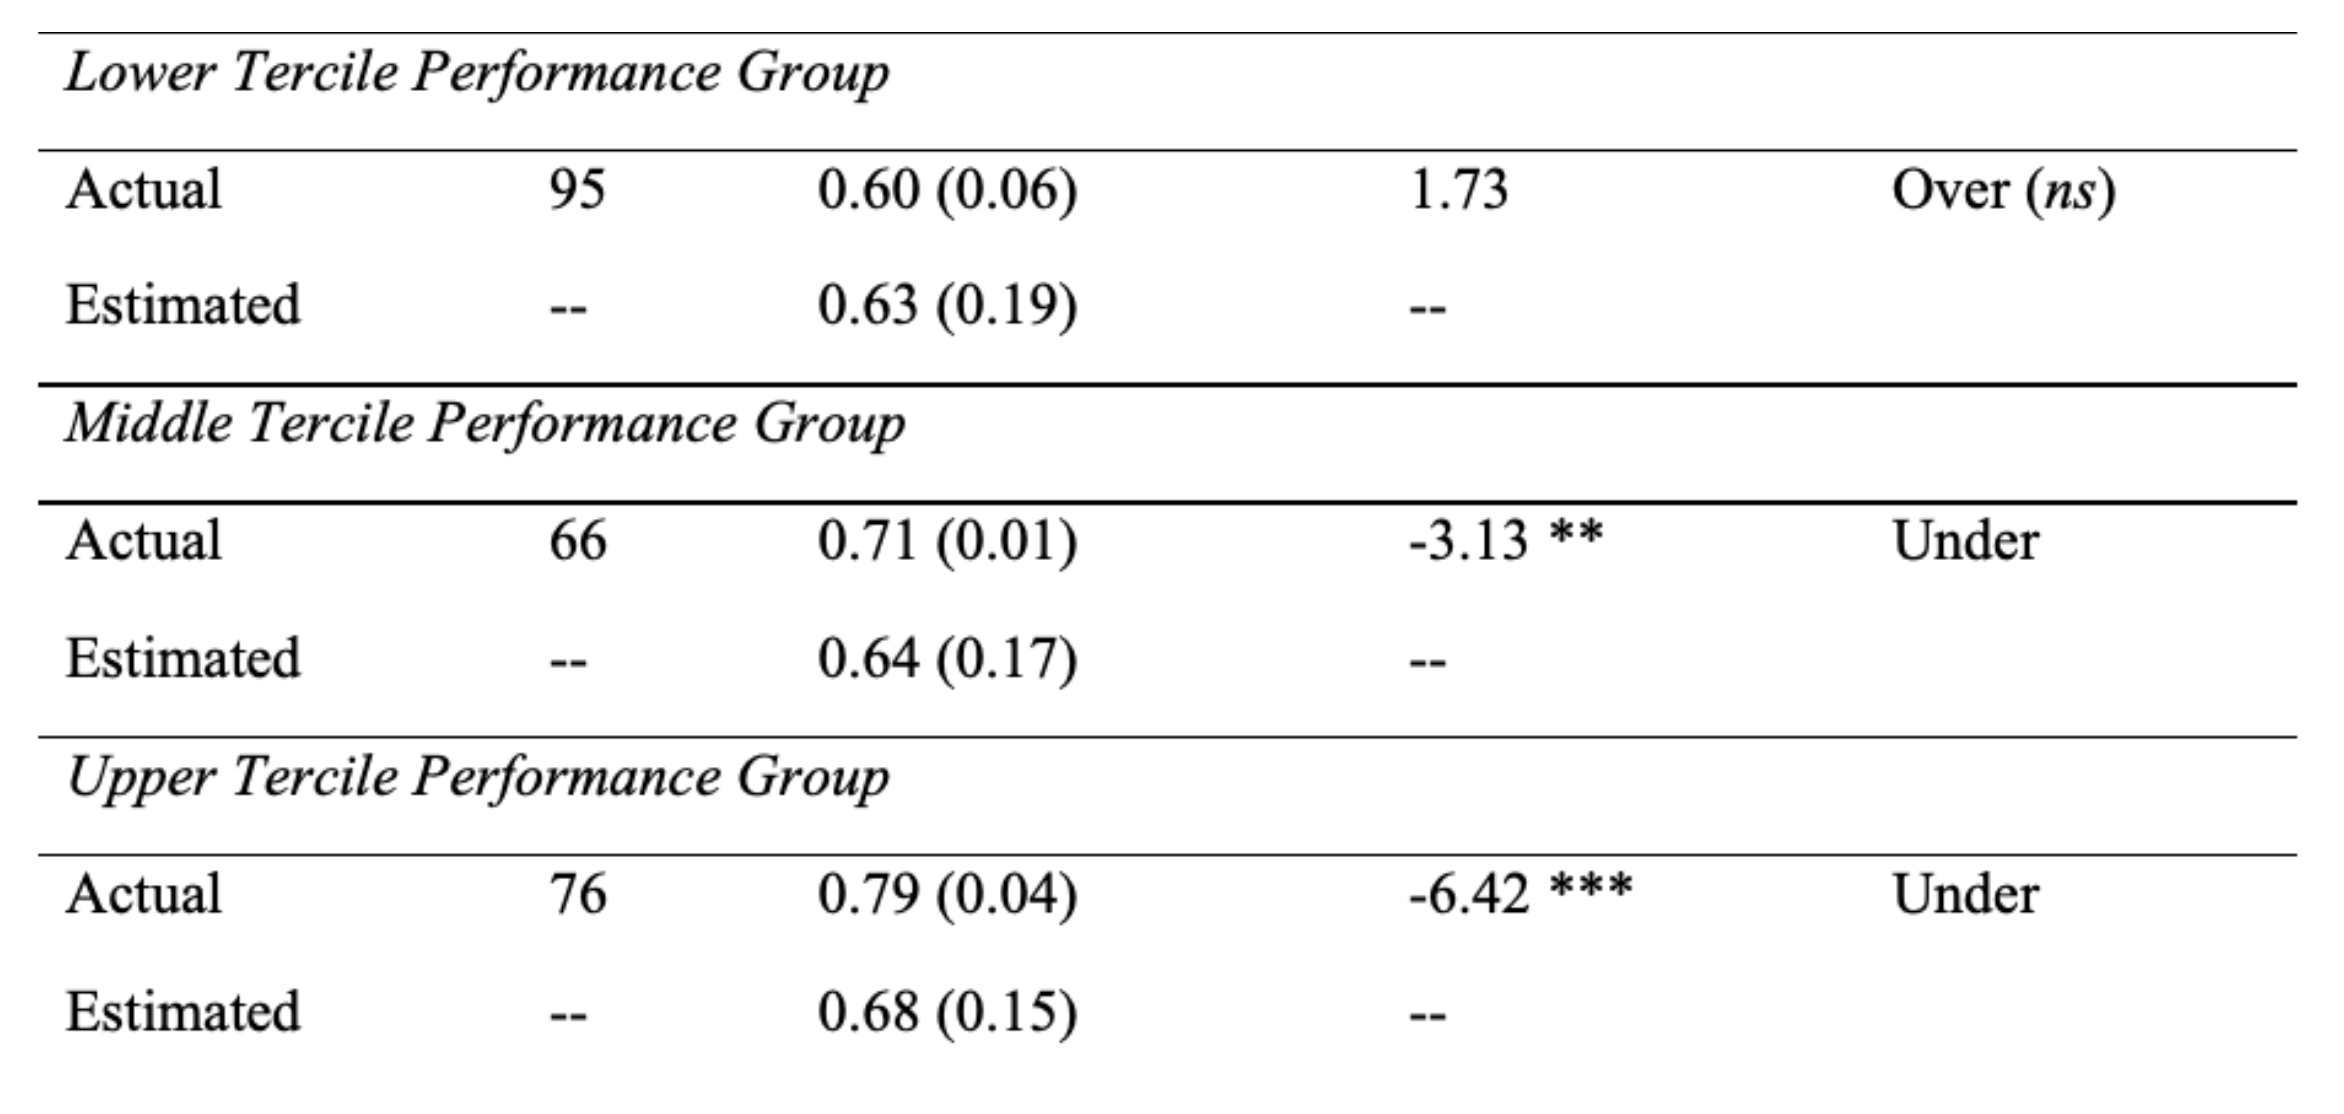 Lower Tercile Performance Group
Actual 95 0.60 (0.06) 1.73 Over (ns)
Estimated -- 0.63 (0.19) --
Middle Tercile Performance Group
Actual 66 0.71 (0.01) -3.13 ** Under
Estimated -- 0.64 (0.17) --
Upper Tercile Performance Group
Actual 76 0.79 (0.04) -6.42 *** Under
Estimated -- 0.68 (0.15) --